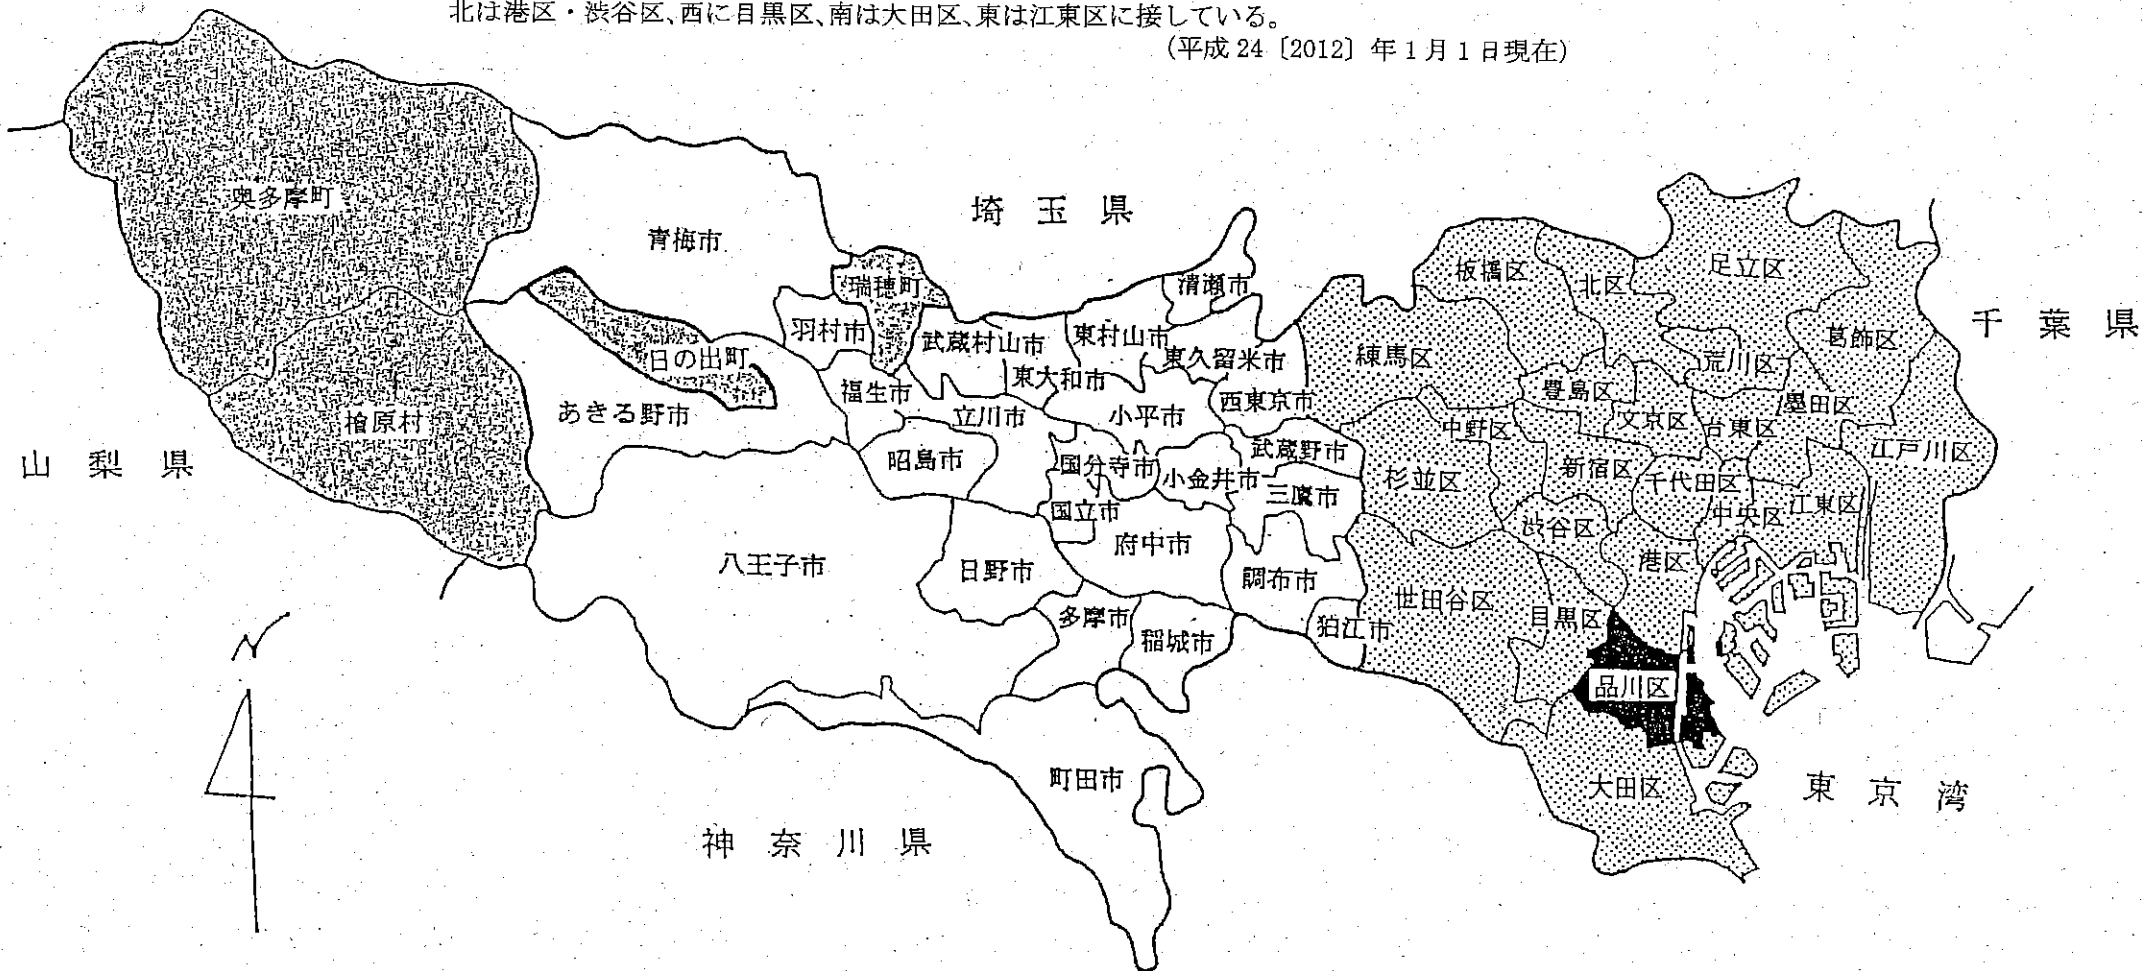 北は港区・渋谷区、西に目黒区、南は大田区、東は江東区に接している。
(平成 24〔2012〕年 1 月 1 日現在)
埼玉県
千葉県
山梨県
神奈川県
東京湾
奥多摩町
檜原村
青梅市
瑞穂町
羽村市
日の出町
あきる野市
福生市
武蔵村山市
東村山市
清瀬市
東久留米市
東大和市
立川市
小平市
西東京市
昭島市
国分寺市
小金井市
武蔵野市
三鷹市
国立市
府中市
八王子市
日野市
調布市
多摩市
稲城市
狛江市
町田市
板橋区
北区
足立区
葛飾区
練馬区
荒川区
豊島区
文京区
台東区
墨田区
中野区
杉並区
新宿区
千代田区
江戸川区
渋谷区
中央区
江東区
港区
世田谷区
目黒区
品川区
大田区